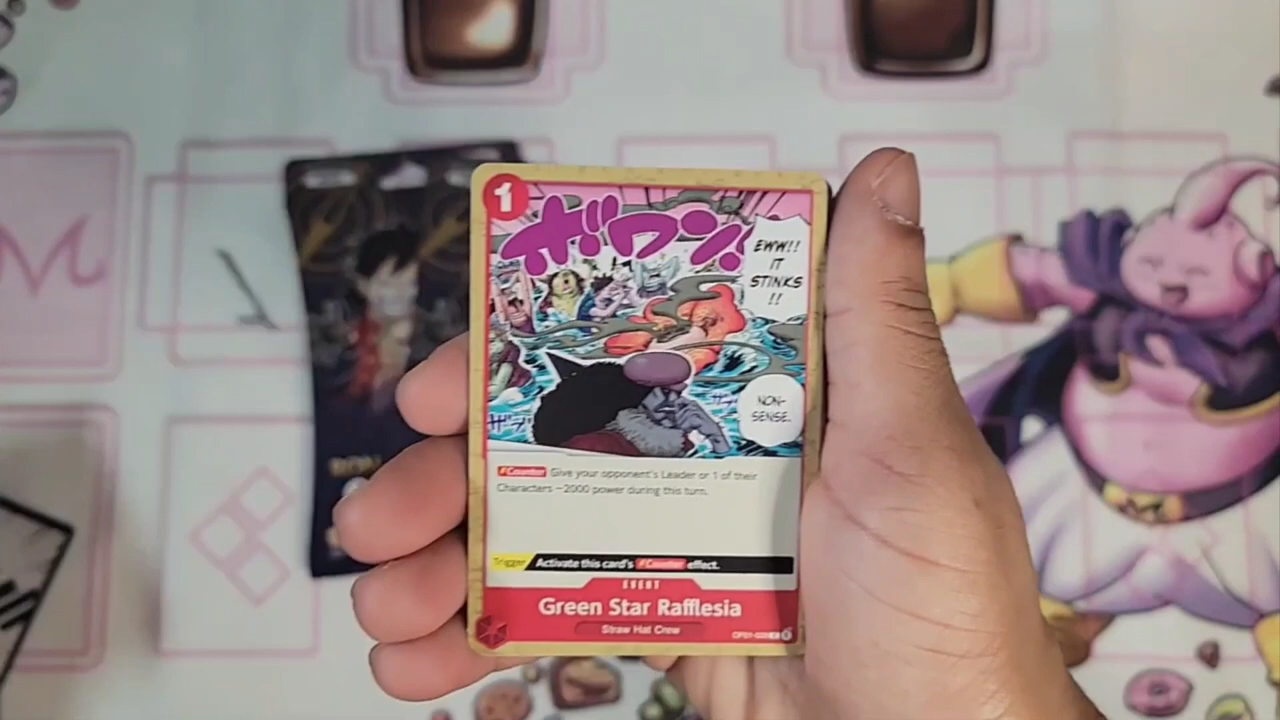 1
ボワン!
EWW!!
IT
STINKS
!!
NON-
SENSE.
Counter Give your opponent's Leader or 1 of their
Characters −2000 power during this turn.
Trigger Activate this card's Counter effect.
EVENT
Green Star Rafflesia
Straw Hat Crew
M